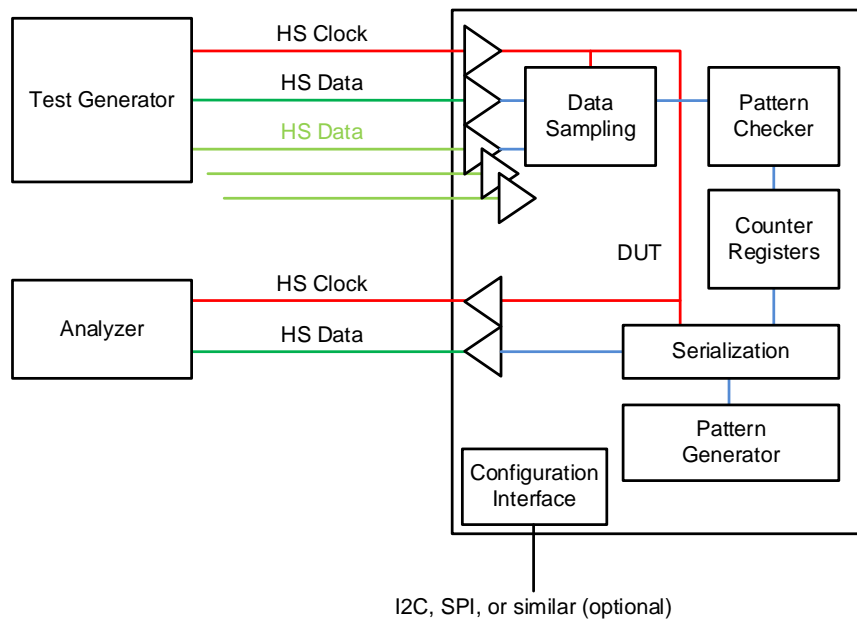 HS Clock
Test Generator
HS Data
HS Data
Data
Sampling
Pattern
Checker
Counter
Registers
DUT
HS Clock
Analyzer
HS Data
Serialization
Pattern
Generator
Configuration
Interface
I2C, SPI, or similar (optional)